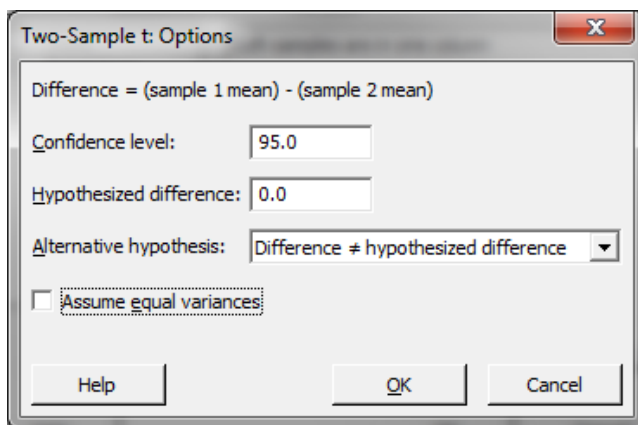 Two-Sample t: Options
Difference = (sample 1 mean) - (sample 2 mean)
Confidence level: 95.0
Hypothesized difference: 0.0
Alternative hypothesis: Difference ≠ hypothesized difference
Assume equal variances
Help OK Cancel